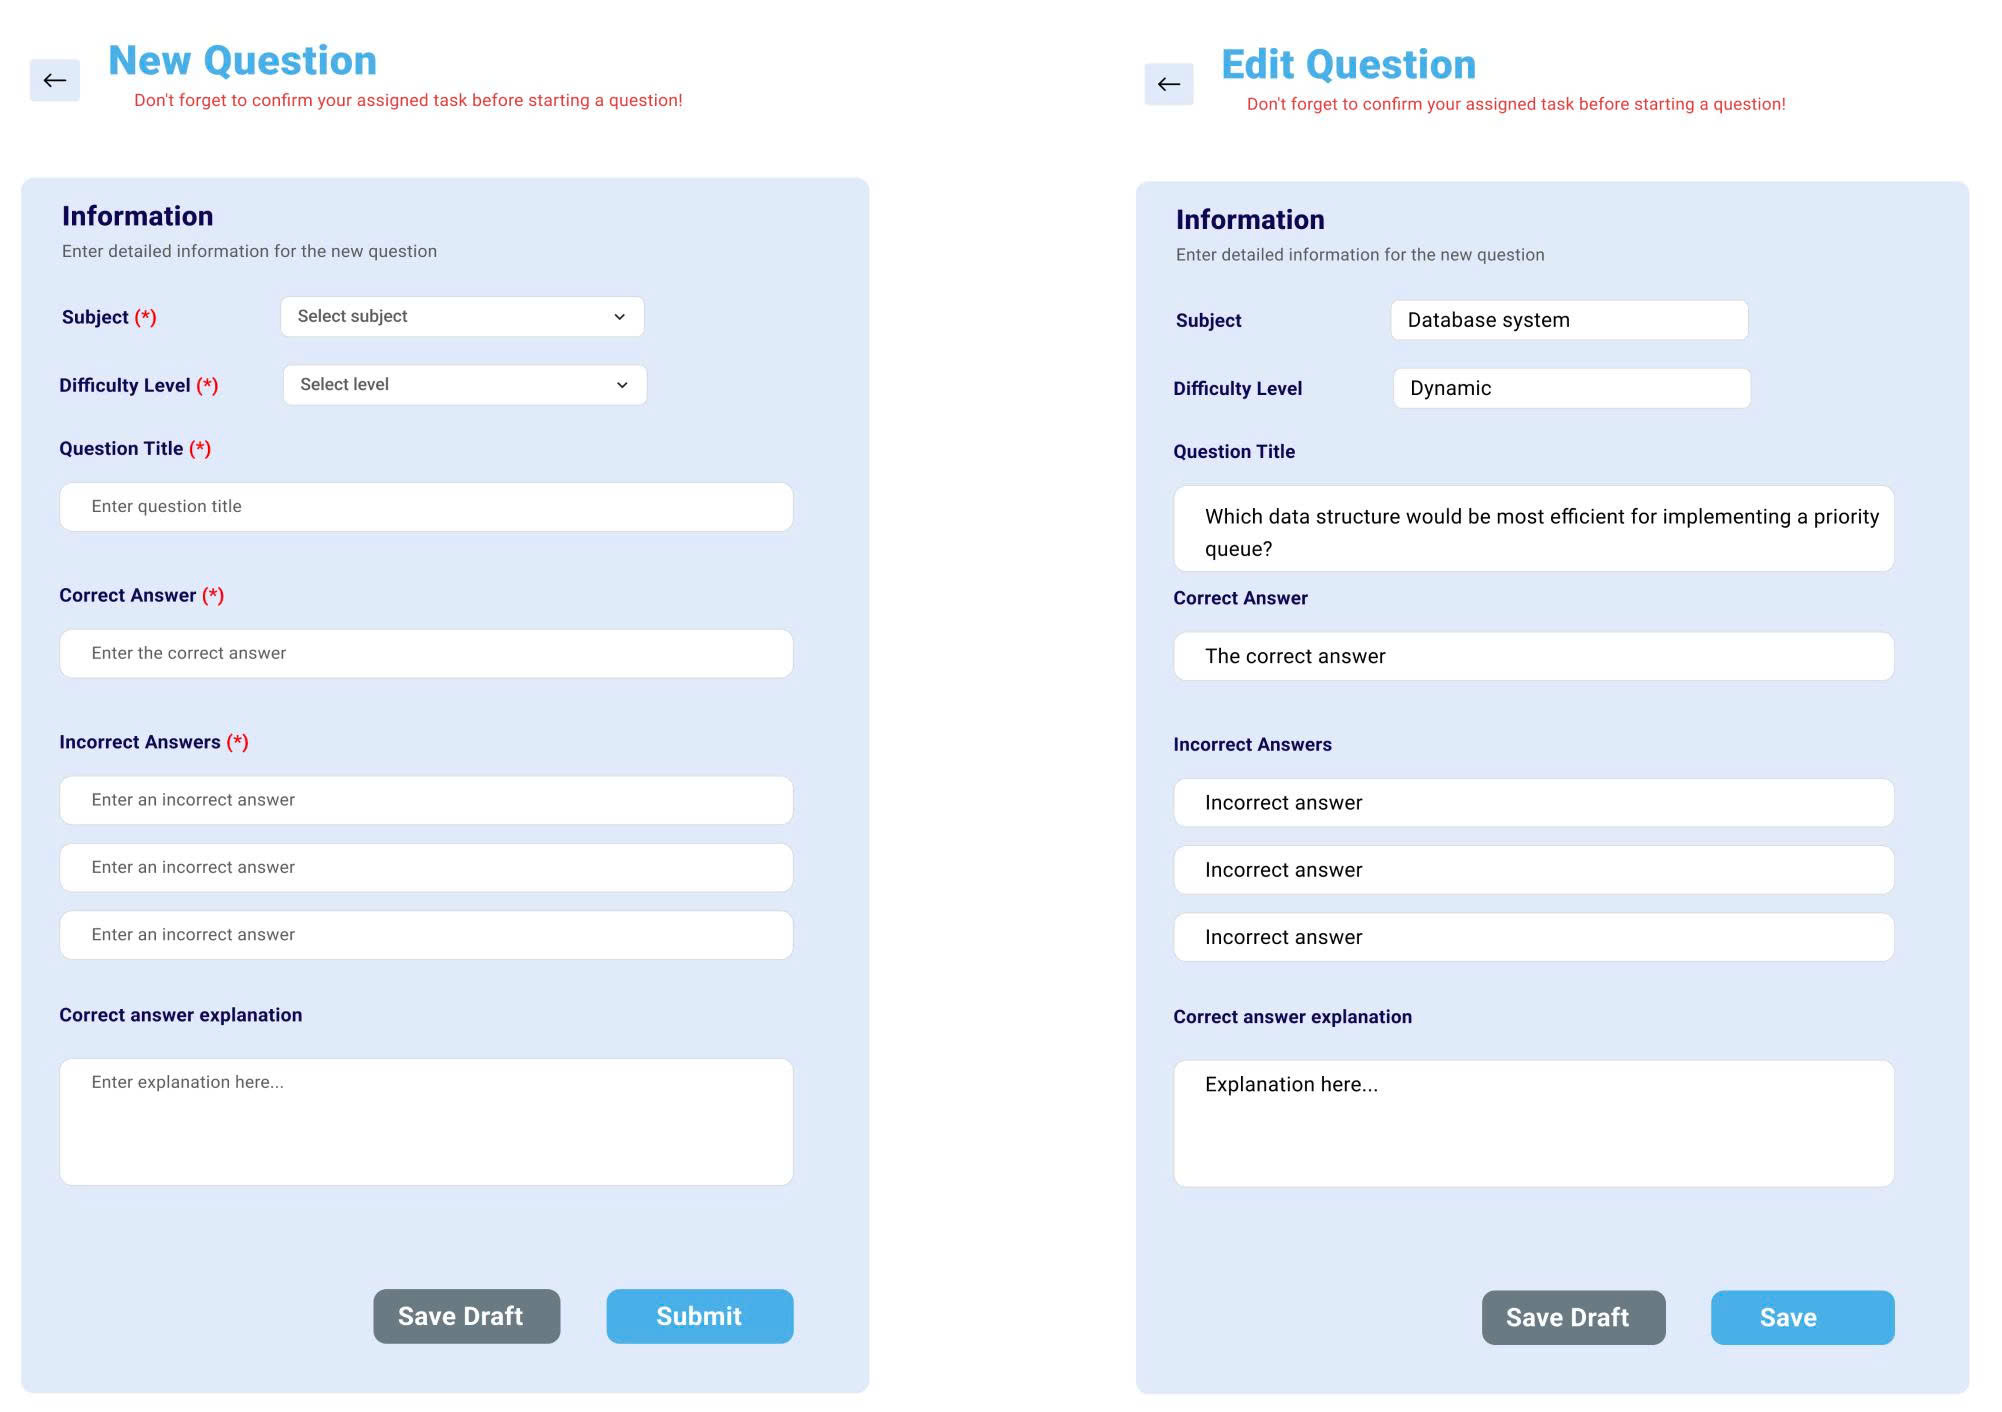 New Question
Don't forget to confirm your assigned task before starting a question!
Information
Enter detailed information for the new question
Subject (*)
Select subject
Difficulty Level (*)
Select level
Question Title (*)
Enter question title
Correct Answer (*)
Enter the correct answer
Incorrect Answers (*)
Enter an incorrect answer
Enter an incorrect answer
Enter an incorrect answer
Correct answer explanation
Enter explanation here...
Save Draft
Submit
Edit Question
Don't forget to confirm your assigned task before starting a question!
Information
Enter detailed information for the new question
Subject
Database system
Difficulty Level
Dynamic
Question Title
Which data structure would be most efficient for implementing a priority
queue?
Correct Answer
The correct answer
Incorrect Answers
Incorrect answer
Incorrect answer
Incorrect answer
Correct answer explanation
Explanation here...
Save Draft
Save